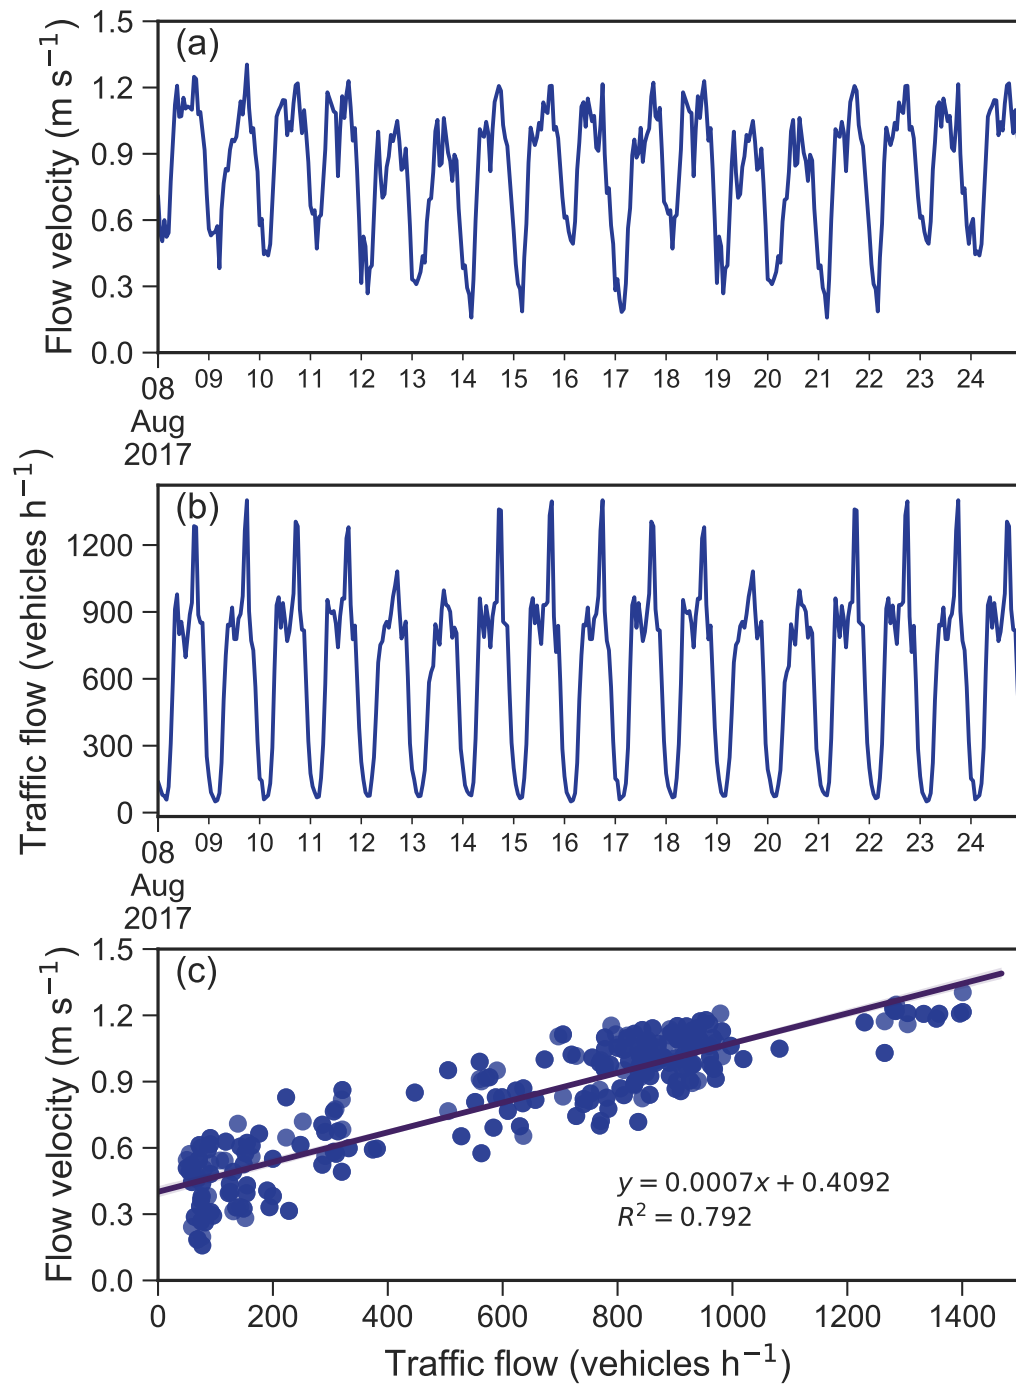 (a)
Flow velocity (m s⁻¹)
1.5
1.2
0.9
0.6
0.3
0.0
08 09 10 11 12 13 14 15 16 17 18 19 20 21 22 23 24
Aug
2017
(b)
Traffic flow (vehicles h⁻¹)
1200
900
600
300
0
08 09 10 11 12 13 14 15 16 17 18 19 20 21 22 23 24
Aug
2017
(c)
Flow velocity (m s⁻¹)
1.5
1.2
0.9
0.6
0.3
0.0
y = 0.0007x + 0.4092
R² = 0.792
0 200 400 600 800 1000 1200 1400
Traffic flow (vehicles h⁻¹)